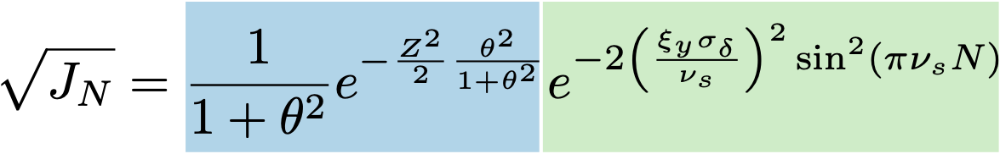 $\sqrt{J_N} = \frac{1}{1+\theta^2} e^{-\frac{Z^2}{2}\frac{\theta^2}{1+\theta^2}} e^{-2\left(\frac{\xi_y \sigma_\delta}{\nu_s}\right)^2 \sin^2(\pi \nu_s N)}$